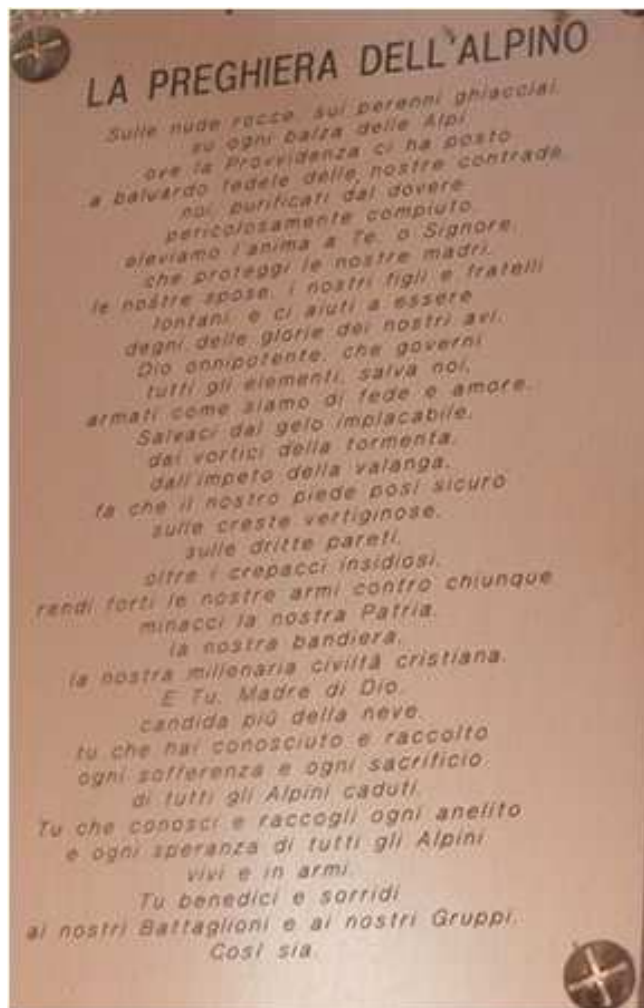 LA PREGHIERA DELL'ALPINO
Sulle nude rocce, sui perenni ghiacciai,
su ogni balza delle Alpi
ove la Provvidenza ci ha posto
a baluardo fedele delle nostre contrade,
noi, purificati dal dovere
pericolosamente compiuto,
eleviamo l'anima a Te, o Signore,
che proteggi le nostre madri,
le nostre spose, i nostri figli e fratelli
lontani, e ci aiuti a essere
degni delle glorie dei nostri avi.
Dio onnipotente, che governi
tutti gli elementi, salva noi,
armati come siamo di fede e amore.
Salvaci dal gelo implacabile,
dai vortici della tormenta,
dall'impeto della valanga,
fa che il nostro piede posi sicuro
sulle creste vertiginose,
sulle dritte pareti,
oltre i crepacci insidiosi,
rendi forti le nostre armi contro chiunque
minacci la nostra Patria,
la nostra bandiera,
la nostra millenaria civiltà cristiana.
E Tu, Madre di Dio,
candida più della neve,
tu che hai conosciuto e raccolto
ogni sofferenza e ogni sacrificio
di tutti gli Alpini caduti,
Tu che conosci e raccogli ogni anelito
e ogni speranza di tutti gli Alpini
vivi e in armi.
Tu benedici e sorridi
ai nostri Battaglioni e ai nostri Gruppi.
Così sia.